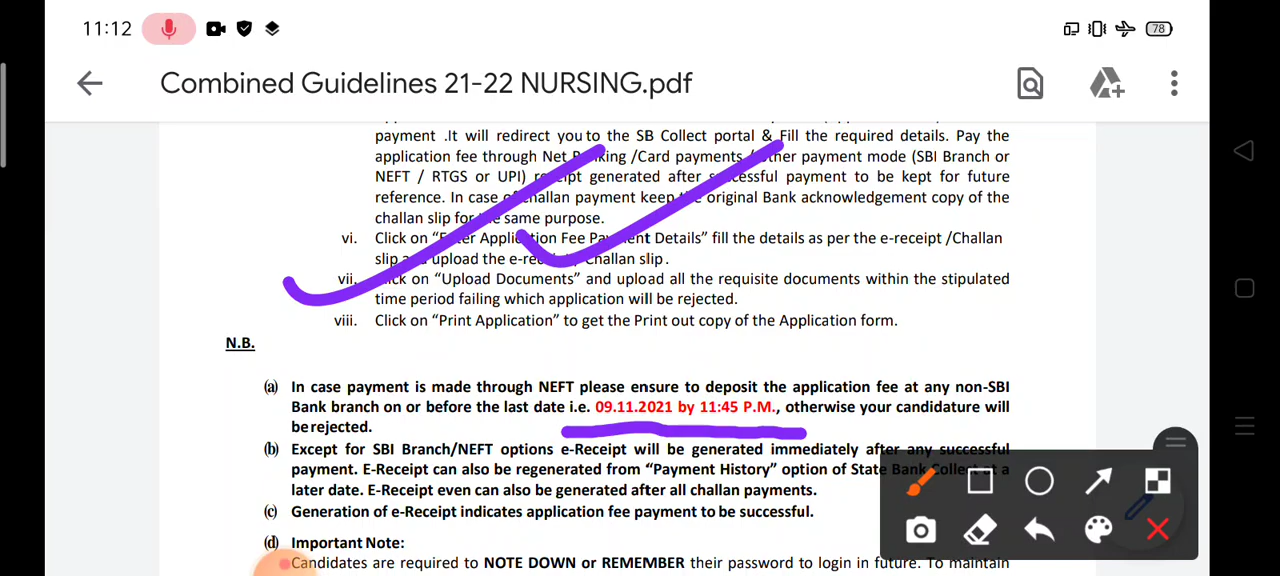 11:12
78
Combined Guidelines 21-22 NURSING.pdf
payment .It will redirect you to the SB Collect portal & Fill the required details. Pay the
application fee through Net Banking /Card payments /other payment mode (SBI Branch or
NEFT / RTGS or UPI) receipt generated after successful payment to be kept for future
reference. In case of challan payment keep the original Bank acknowledgement copy of the
challan slip for the same purpose.
vi. Click on “Enter Application Fee Payment Details” fill the details as per the e-receipt /Challan
slip and upload the e-receipt/ Challan slip.
vii. Click on “Upload Documents” and upload all the requisite documents within the stipulated
time period failing which application will be rejected.
viii. Click on “Print Application” to get the Print out copy of the Application form.
N.B.
(a) In case payment is made through NEFT please ensure to deposit the application fee at any non-SBI
Bank branch on or before the last date i.e. 09.11.2021 by 11:45 P.M., otherwise your candidature will
be rejected.
(b) Except for SBI Branch/NEFT options e-Receipt will be generated immediately after any successful
payment. E-Receipt can also be regenerated from “Payment History” option of State Bank Collect at a
later date. E-Receipt even can also be generated after all challan payments.
(c) Generation of e-Receipt indicates application fee payment to be successful.
(d) Important Note:
Candidates are required to NOTE DOWN or REMEMBER their password to login in future. To maintain